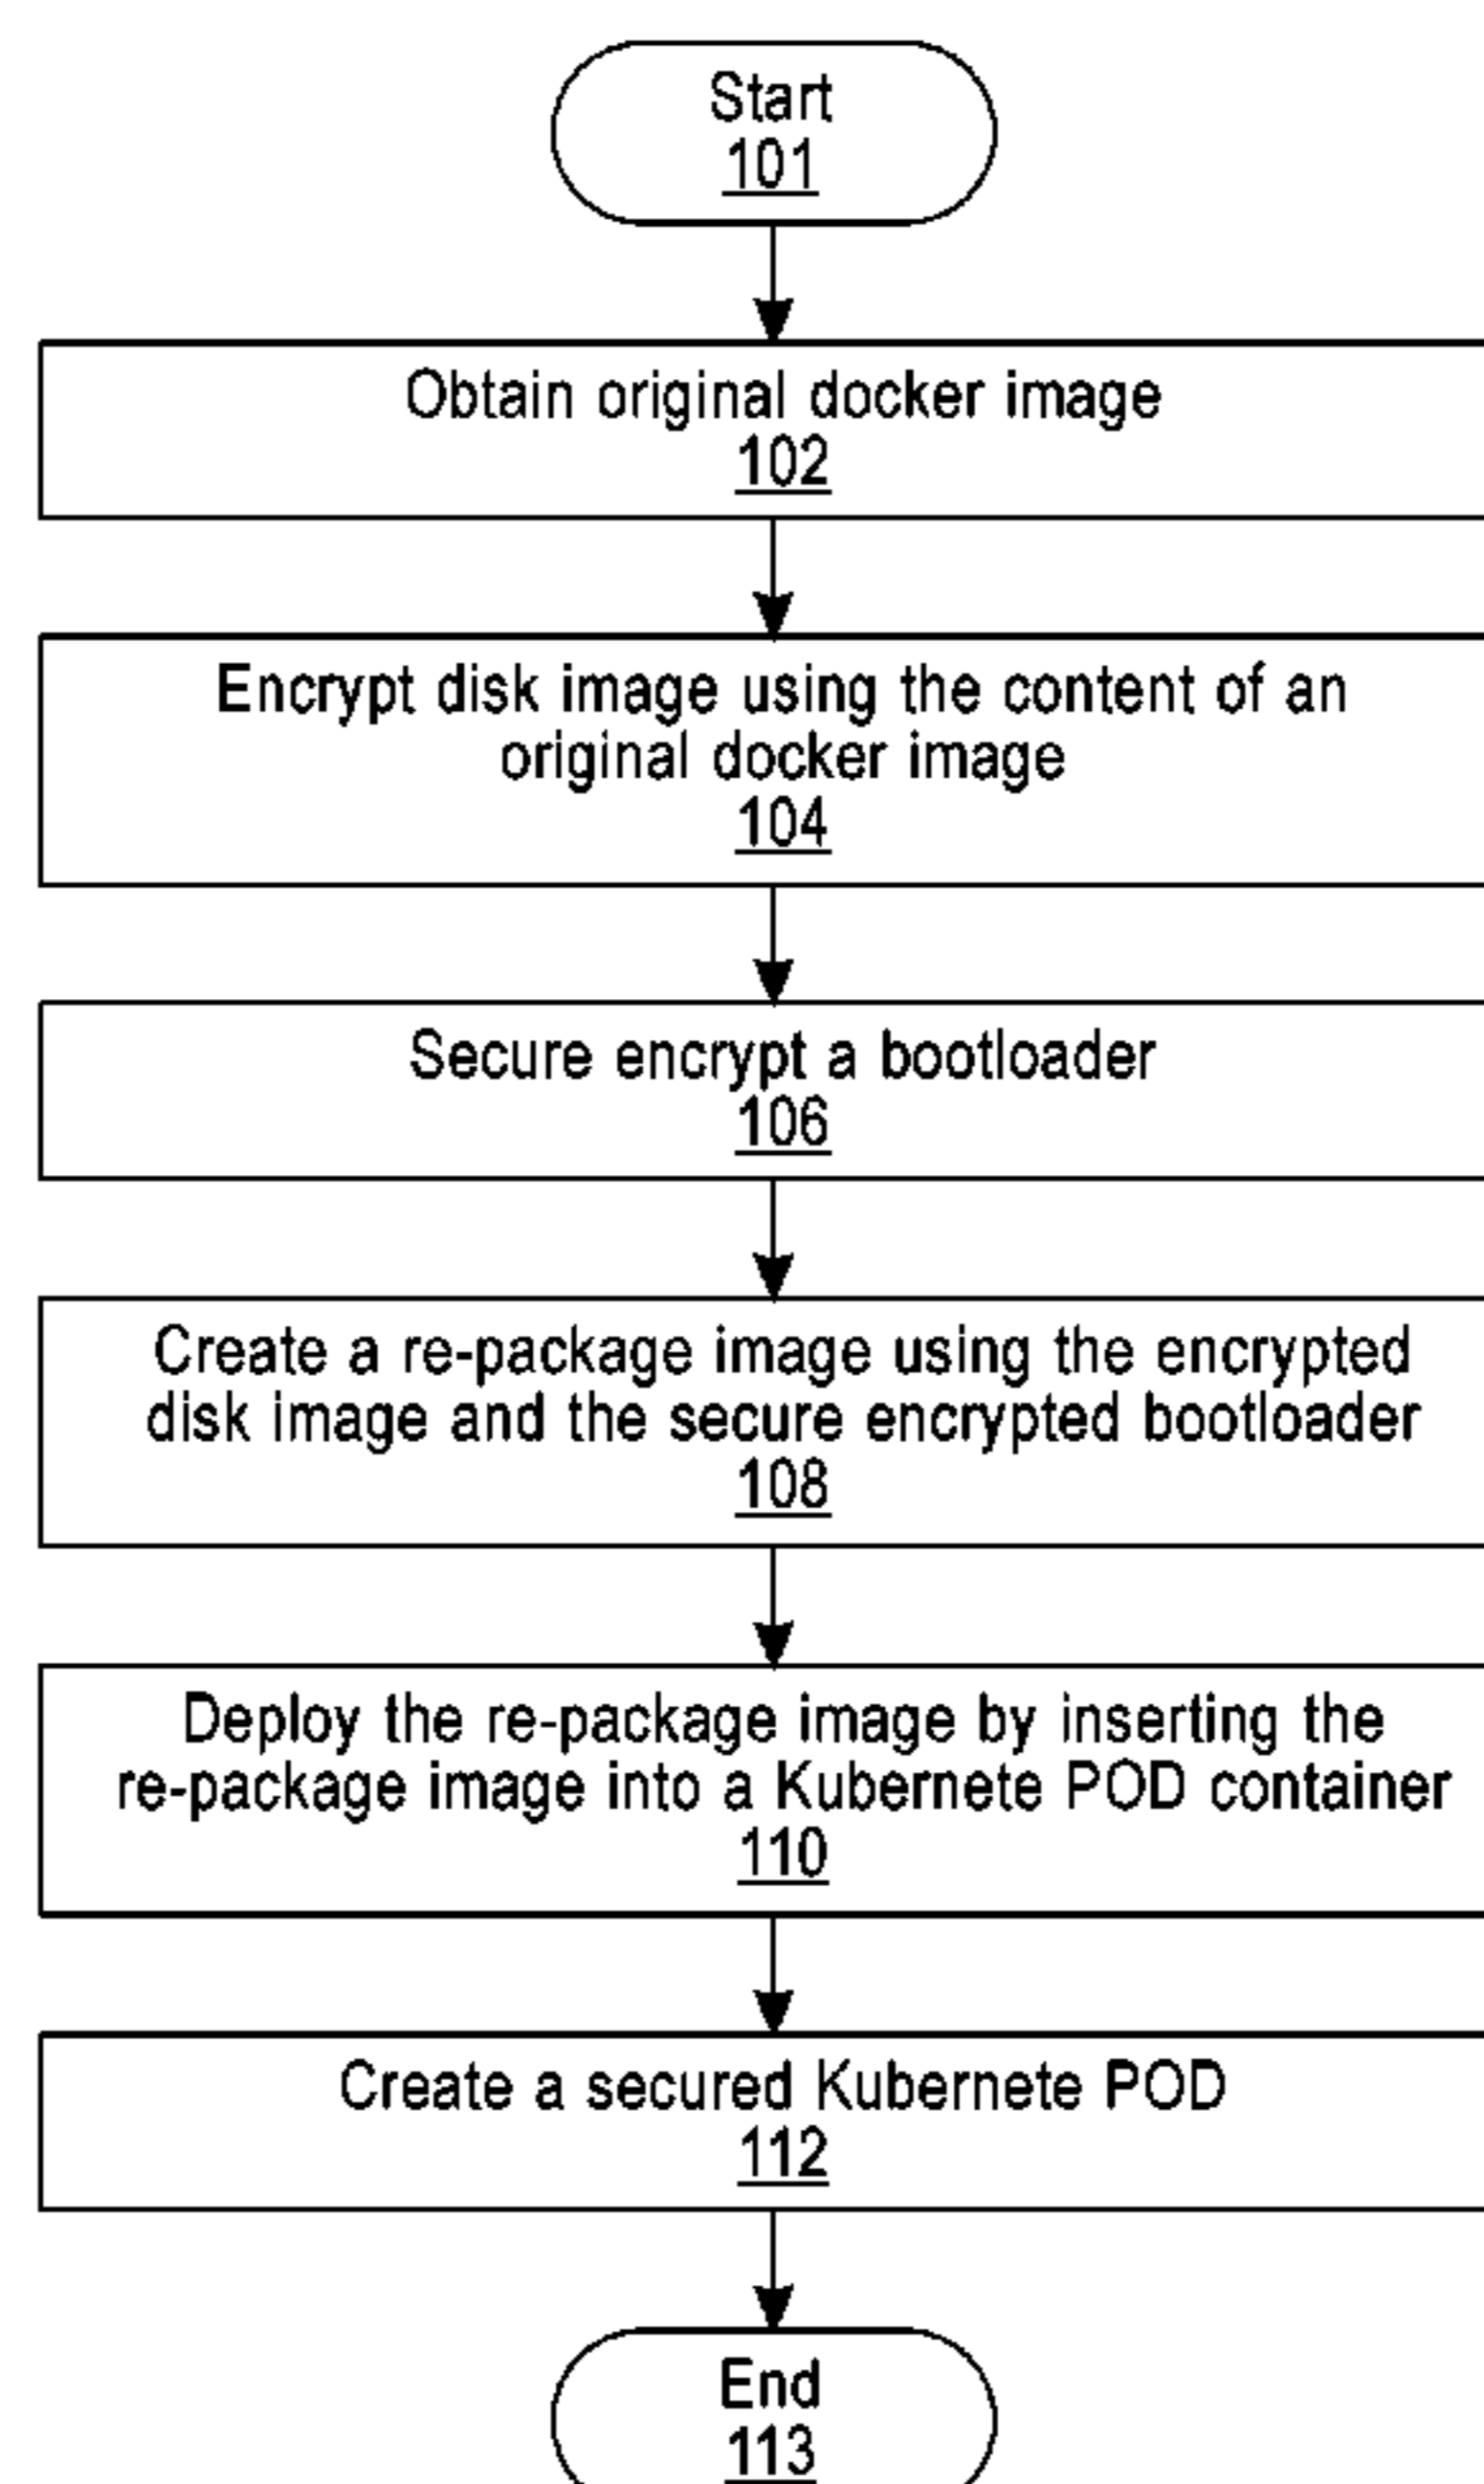 Start
101
Obtain original docker image
102
Encrypt disk image using the content of an
original docker image
104
Secure encrypt a bootloader
106
Create a re-package image using the encrypted
disk image and the secure encrypted bootloader
108
Deploy the re-package image by inserting the
re-package image into a Kubernete POD container
110
Create a secured Kubernete POD
112
End
113